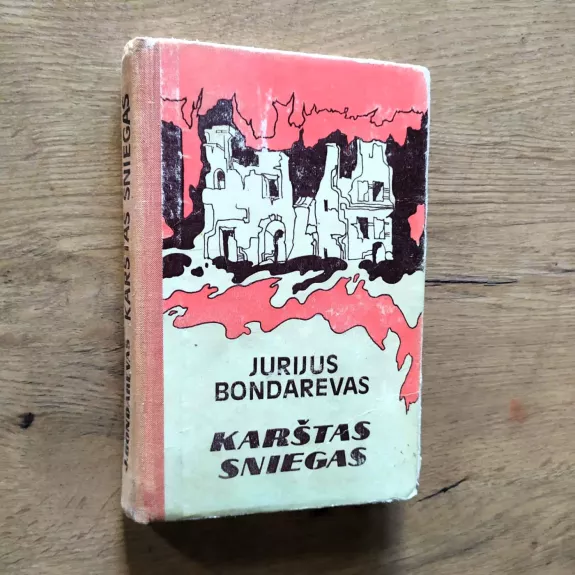 JURIJUS
BONDAREVAS
KARŠTAS
SNIEGAS
J. BONDAREVAS KARŠTAS SNIEGAS